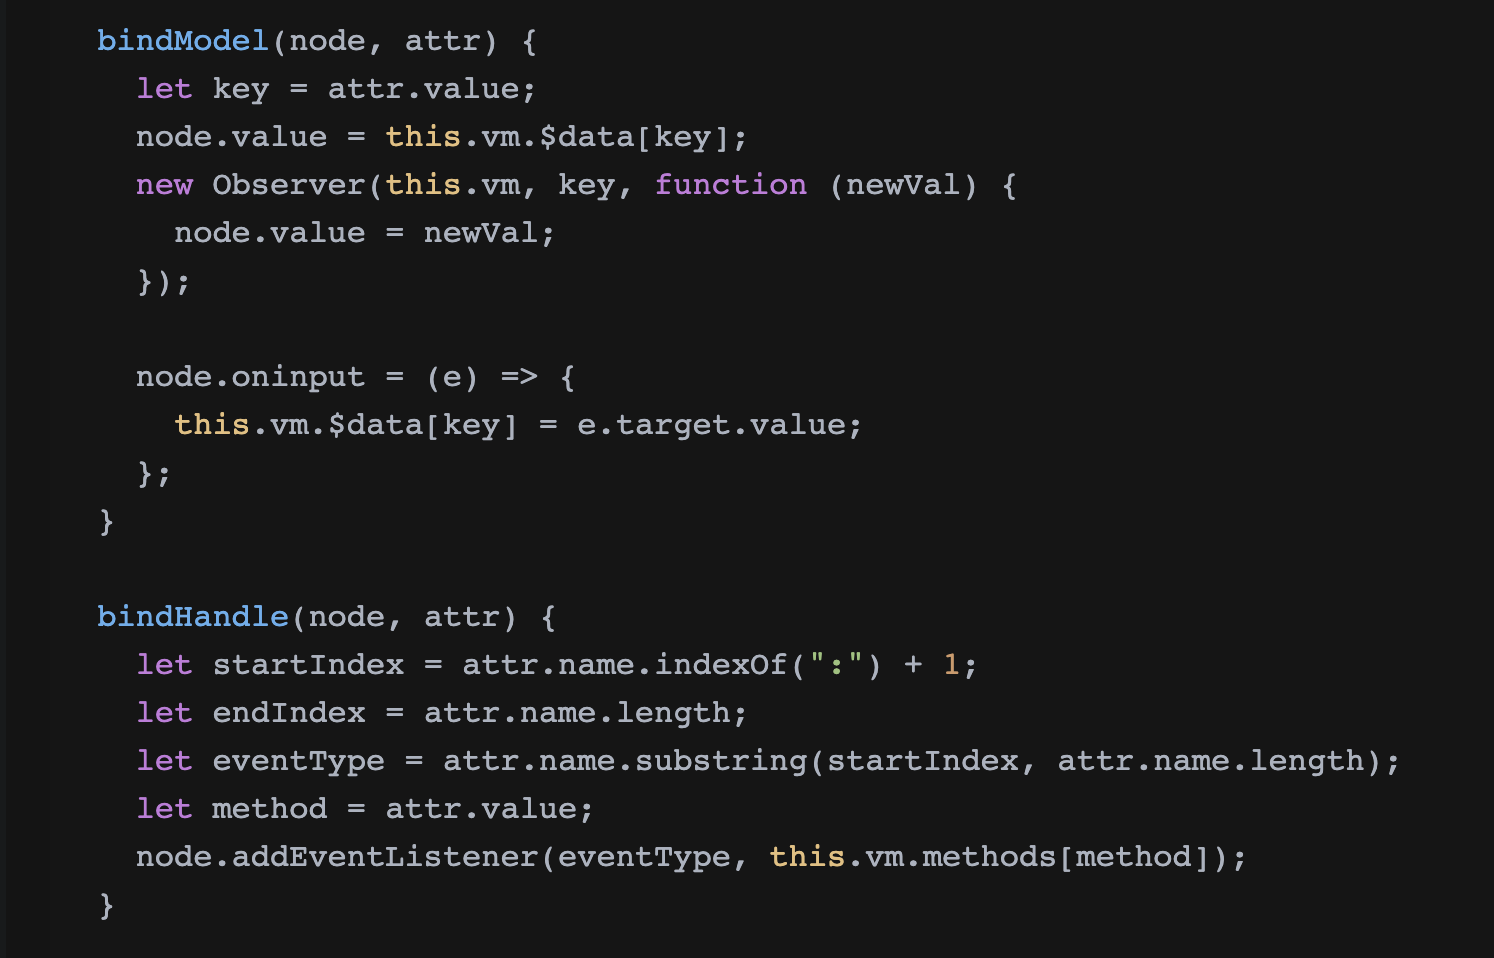 bindModel(node, attr) {
  let key = attr.value;
  node.value = this.vm.$data[key];
  new Observer(this.vm, key, function (newVal) {
    node.value = newVal;
  });

  node.oninput = (e) => {
    this.vm.$data[key] = e.target.value;
  };
}

bindHandle(node, attr) {
  let startIndex = attr.name.indexOf(":") + 1;
  let endIndex = attr.name.length;
  let eventType = attr.name.substring(startIndex, attr.name.length);
  let method = attr.value;
  node.addEventListener(eventType, this.vm.methods[method]);
}